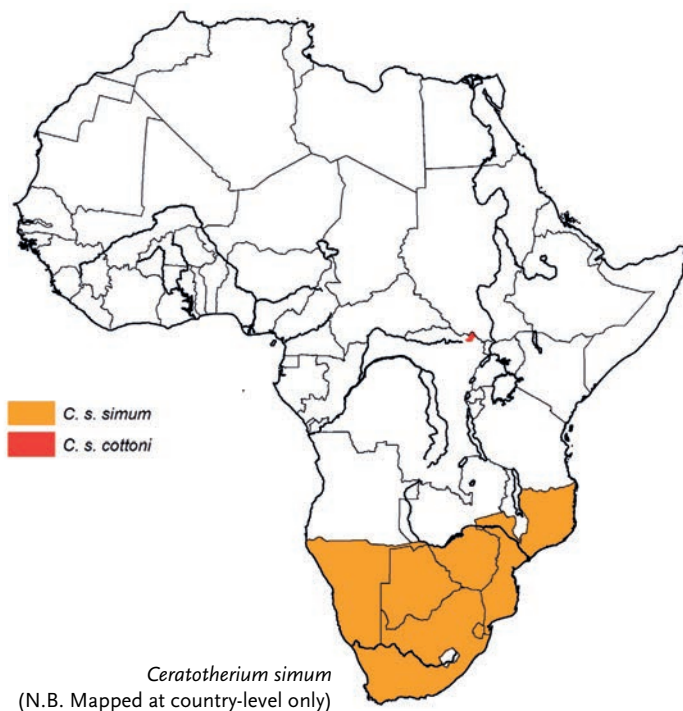 C. s. simum
C. s. cottoni
Ceratotherium simum
(N.B. Mapped at country-level only)